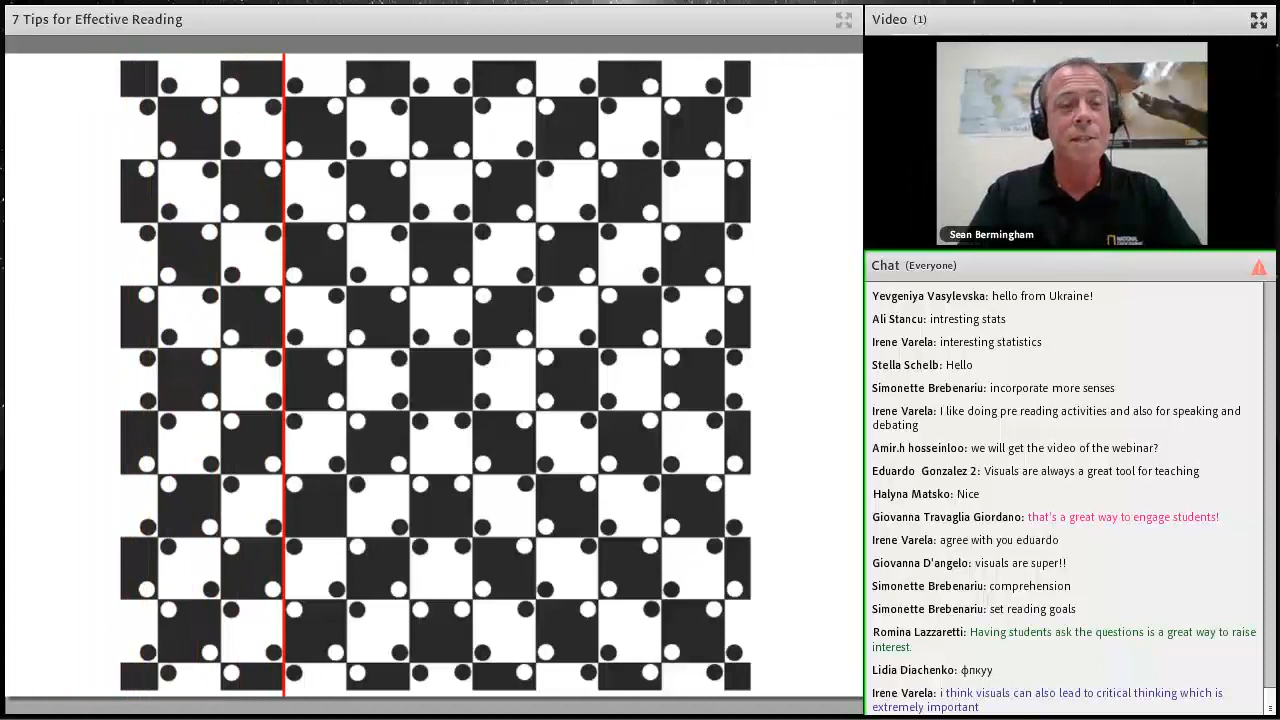 7 Tips for Effective Reading
Video (1)
Sean Bermingham
NATIONAL
GEOGRAPHIC
Chat (Everyone)
Yevgeniya Vasylevska: hello from Ukraine!
Ali Stancu: intresting stats
Irene Varela: interesting statistics
Stella Schelb: Hello
Simonette Brebenariu: incorporate more senses
Irene Varela: I like doing pre reading activities and also for speaking and
debating
Amir.h hosseinloo: we will get the video of the webinar?
Eduardo Gonzalez 2: Visuals are always a great tool for teaching
Halyna Matsko: Nice
Giovanna Travaglia Giordano: that's a great way to engage students!
Irene Varela: agree with you eduardo
Giovanna D'angelo: visuals are super!!
Simonette Brebenariu: comprehension
Simonette Brebenariu: set reading goals
Romina Lazzaretti: Having students ask the questions is a great way to raise
interest.
Lidia Diachenko: фпкуу
Irene Varela: i think visuals can also lead to critical thinking which is
extremely important